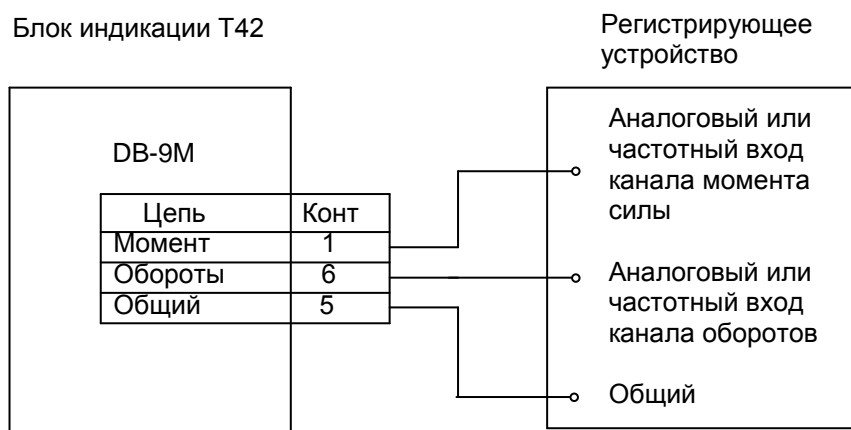 Блок индикации Т42
Регистрирующее
устройство
DB-9M
Цепь Конт
Момент 1
Обороты 6
Общий 5
Аналоговый или
частотный вход
канала момента
силы
Аналоговый или
частотный вход
канала оборотов
Общий